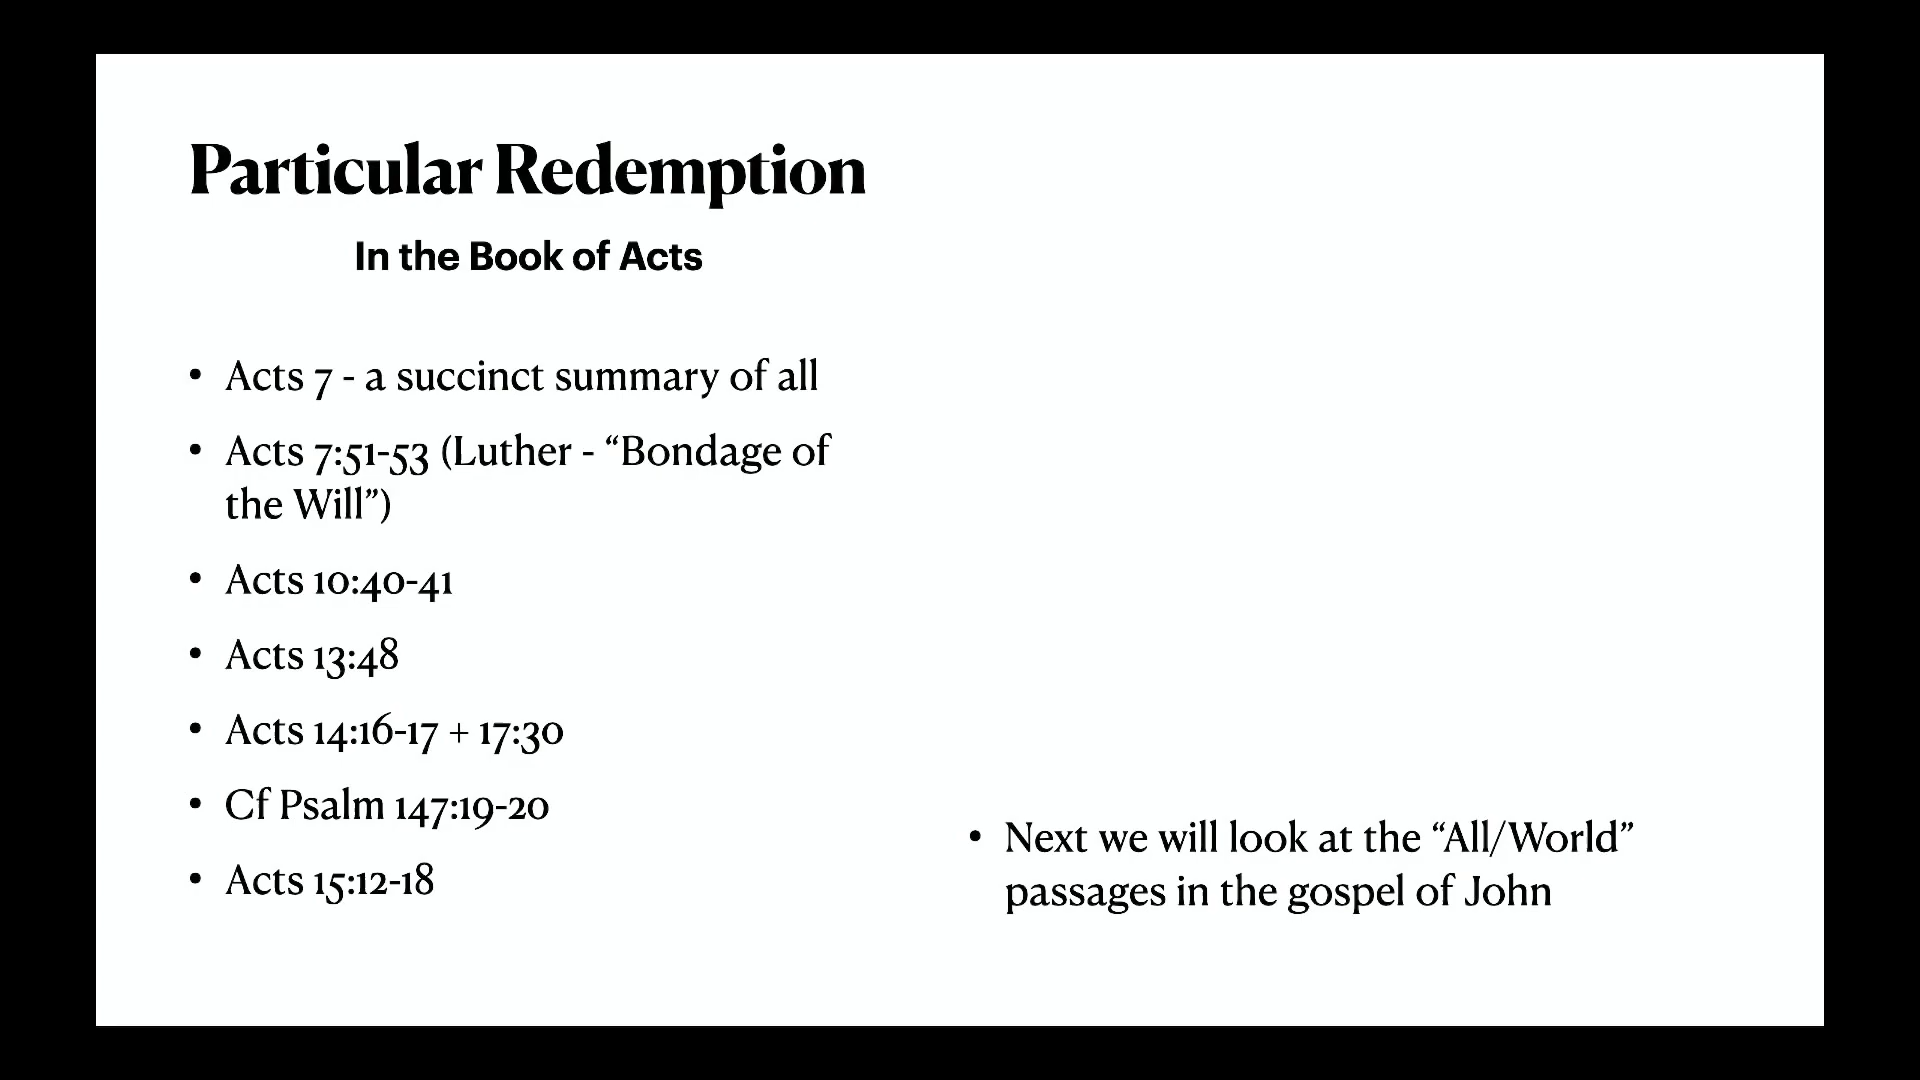 Particular Redemption
In the Book of Acts
• Acts 7 - a succinct summary of all
• Acts 7:51-53 (Luther - “Bondage of
the Will”)
• Acts 10:40-41
• Acts 13:48
• Acts 14:16-17 + 17:30
• Cf Psalm 147:19-20
• Acts 15:12-18
• Next we will look at the “All/World”
passages in the gospel of John